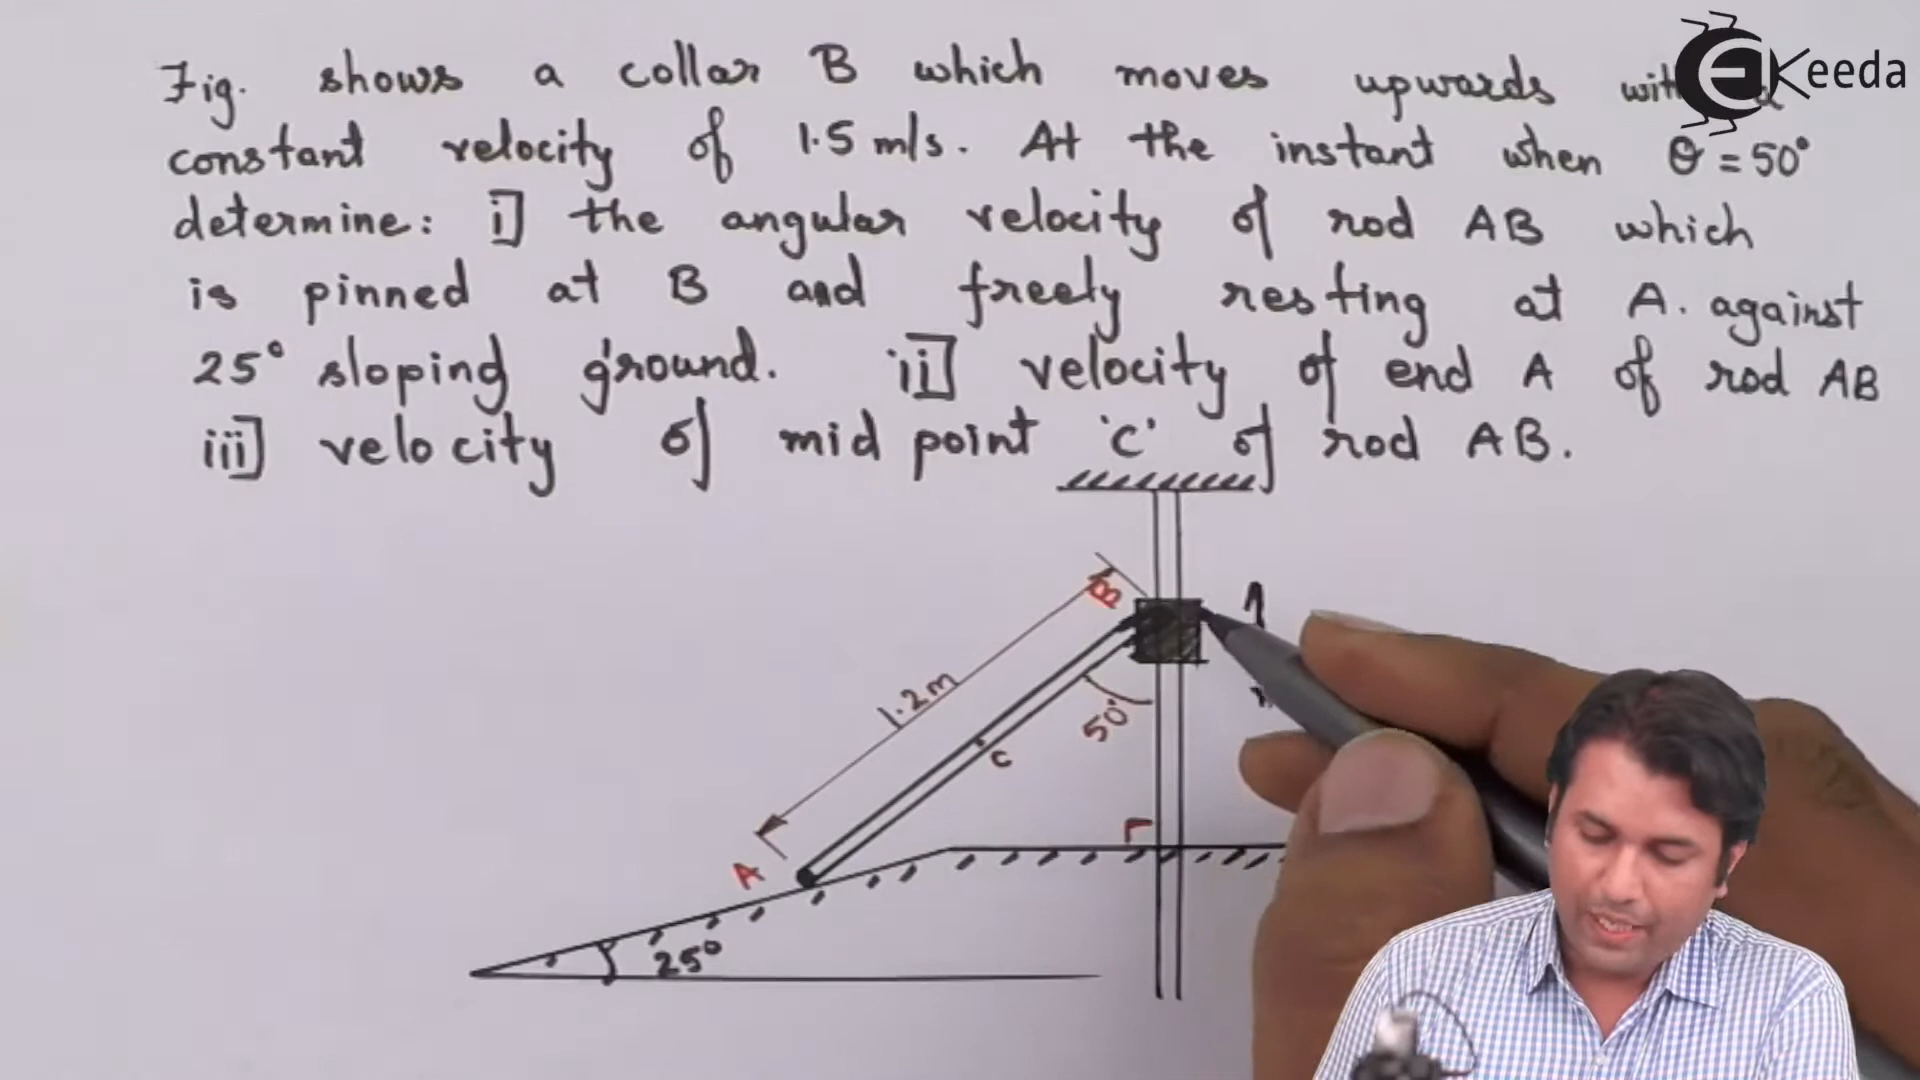 Fig. shows a collar B which moves upwards with a
constant velocity of 1.5 m/s. At the instant when θ = 50°
determine: i] the angular velocity of rod AB which
is pinned at B and freely resting at A. against
25° sloping ground. ii] velocity of end A of rod AB
iii] velocity of mid point 'C' of rod AB.
EKeeda
B
1.2m
50°
C
A
25°